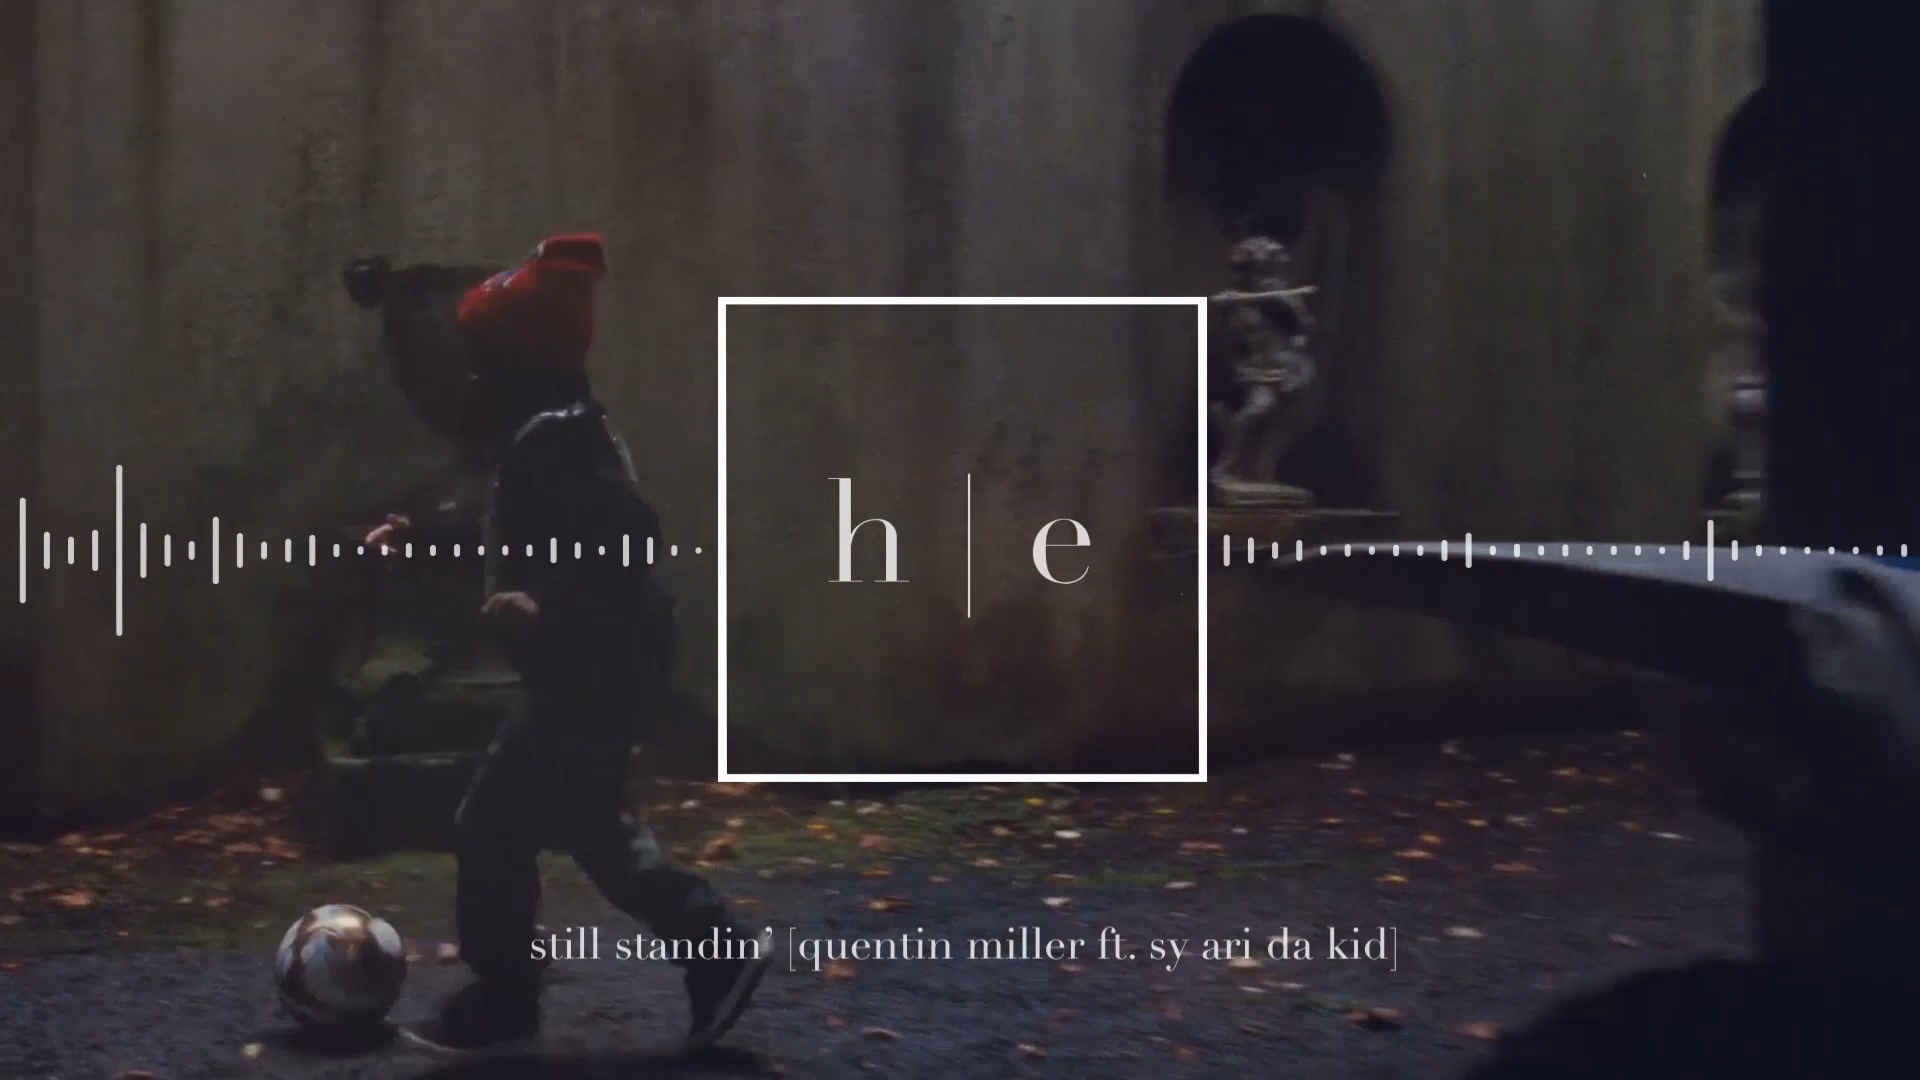 h | e
still standin’ [quentin miller ft. sy ari da kid]